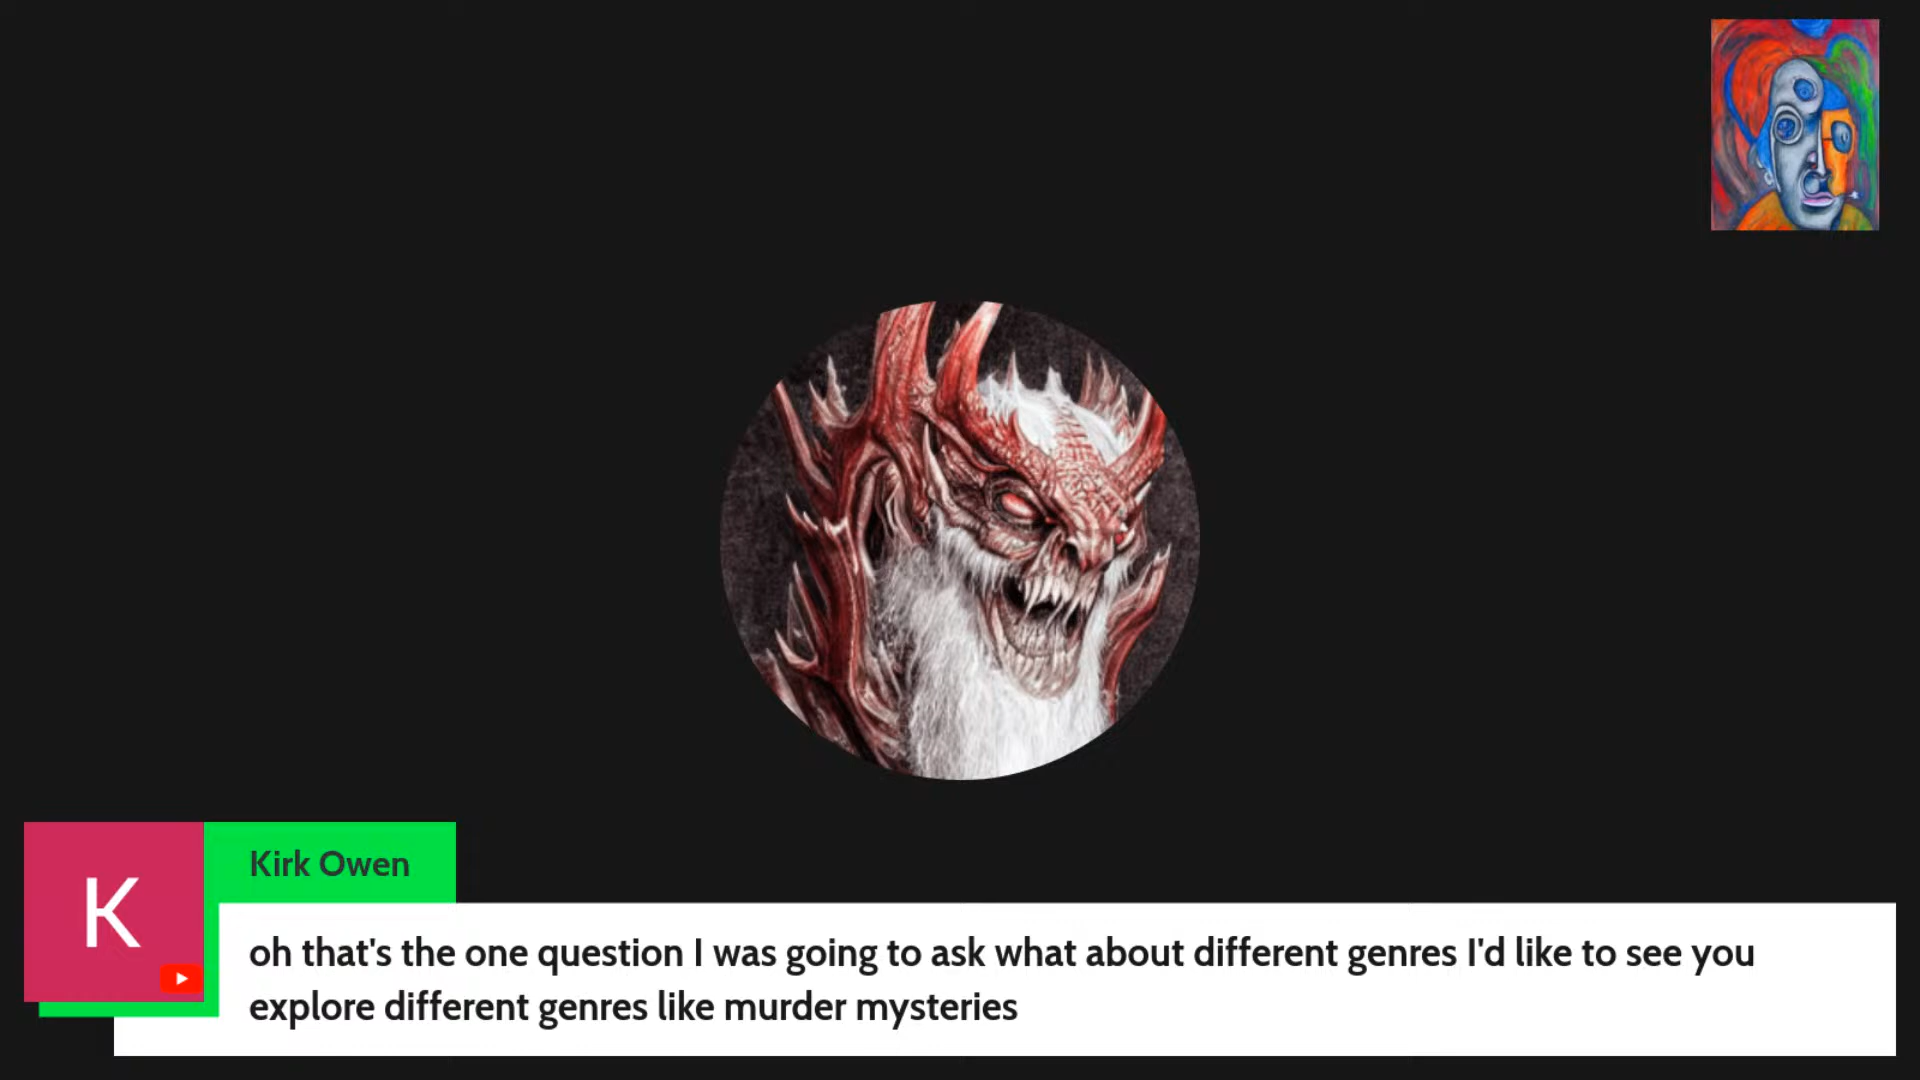 K
Kirk Owen
oh that's the one question I was going to ask what about different genres I'd like to see you
explore different genres like murder mysteries